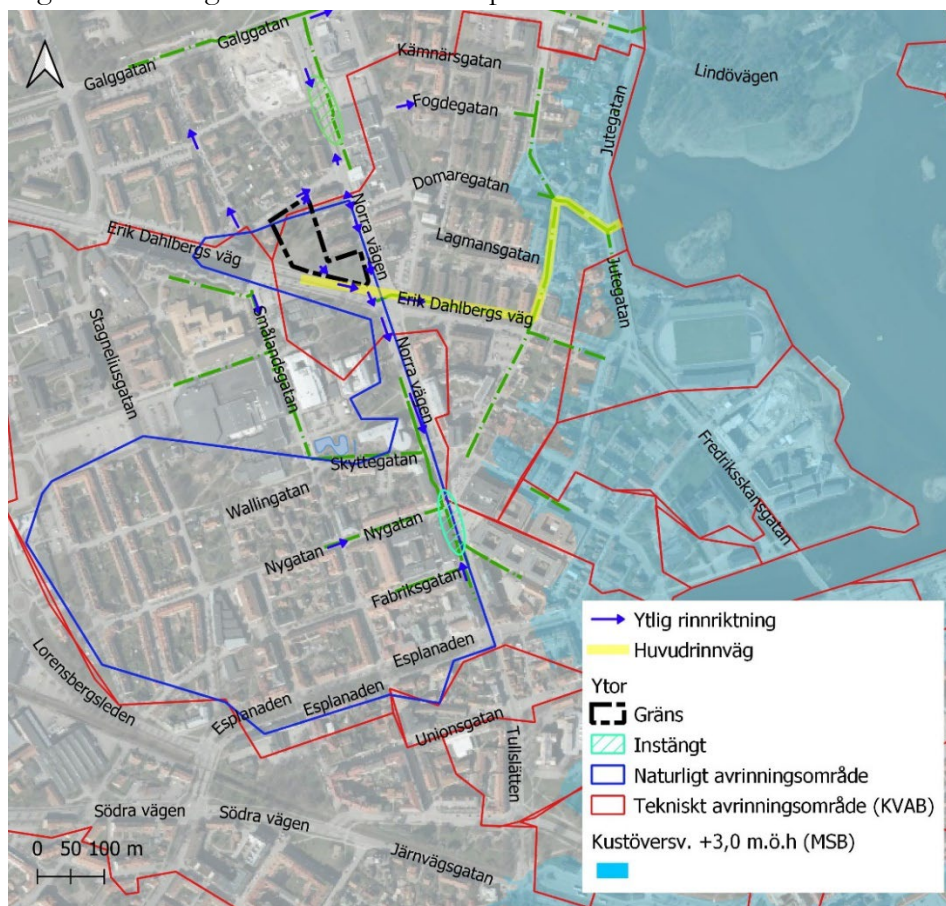 Galggatan
Galggatan
Kämnärsgatan
Lindövägen
Fogdegatan
Jutegatan
Domaregatan
Norra vägen
Lagmansgatan
Erik Dahlbergs väg
Jutegatan
Erik Dahlbergs väg
Smålandsgatan
Stagneliusgatan
Norra vägen
Skyttegatan
Wallingatan
Fredriksskansgatan
Nygatan
Nygatan
Fabriksgatan
Lorensbergsleden
Esplanaden
Esplanaden
Esplanaden
Unionsgatan
Tullslätten
Södra vägen
Södra vägen
Järnvägsgatan
0 50 100 m
Ytlig rinnriktning
Huvudrinnväg
Ytor
Gräns
Instängt
Naturligt avrinningsområde
Tekniskt avrinningsområde (KVAB)
Kustöversv. +3,0 m.ö.h (MSB)